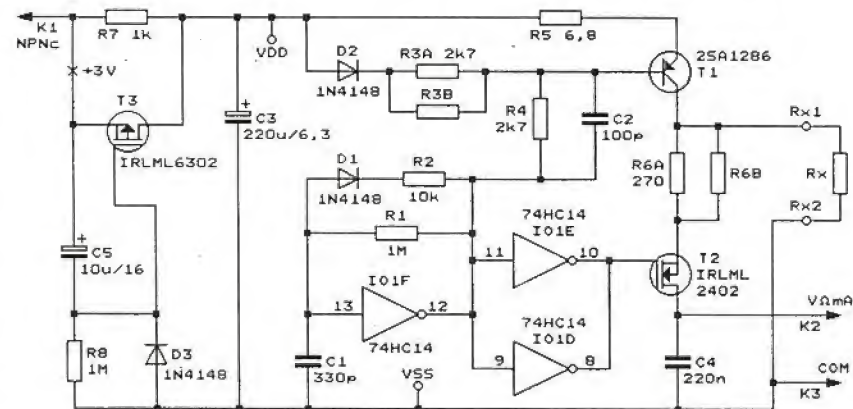 K1
NPNc
R7 1k
VDD
+3V
T3
IRLML6302
C3
220u/6,3
C5
10u/16
R8
1M
D3
1N4148
D2
1N4148
R3A 2k7
R3B
R5 6,8
2SA1286
T1
R4
2k7
C2
100p
D1
1N4148
R2
10k
R1
1M
IO1F
13
12
74HC14
C1
330p
VSS
74HC14
IO1E
11
10
74HC14
IO1D
9
8
R6A
270
R6B
Rx1
Rx
Rx2
T2
IRLML
2402
VΩmA
K2
C4
220n
COM
K3